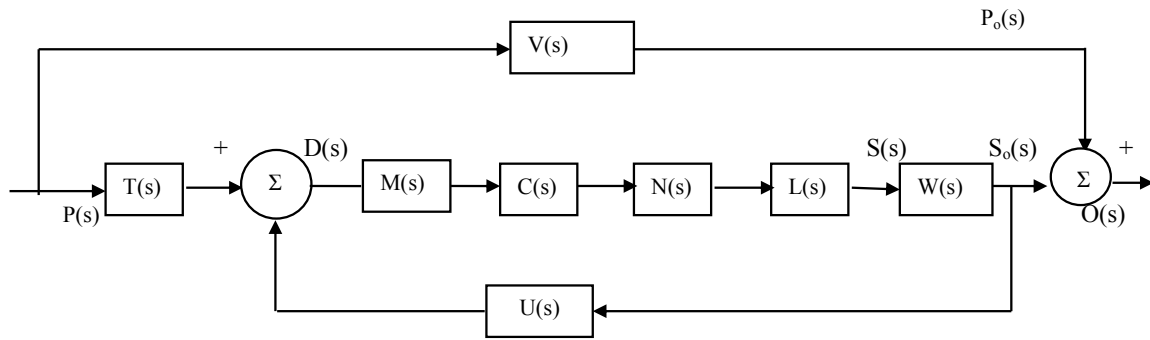 Pₒ(s)
V(s)
+ D(s) S(s) Sₒ(s) +
T(s) Σ M(s) C(s) N(s) L(s) W(s) Σ
P(s) O(s)
U(s)